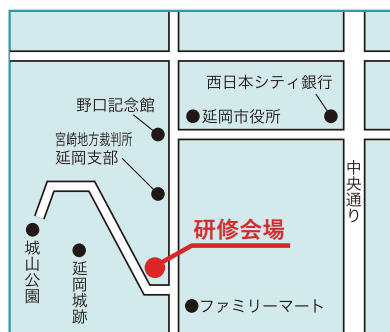 西日本シティ銀行
野口記念館
延岡市役所
宮崎地方裁判所
延岡支部
中央通り
研修会場
城山公園
延岡城跡
ファミリーマート